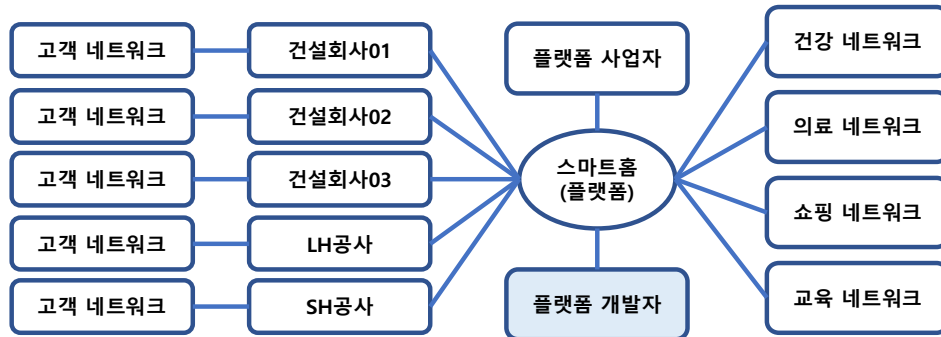 고객 네트워크
건설회사01
고객 네트워크
건설회사02
고객 네트워크
건설회사03
고객 네트워크
LH공사
고객 네트워크
SH공사
플랫폼 사업자
스마트홈
(플랫폼)
플랫폼 개발자
건강 네트워크
의료 네트워크
쇼핑 네트워크
교육 네트워크